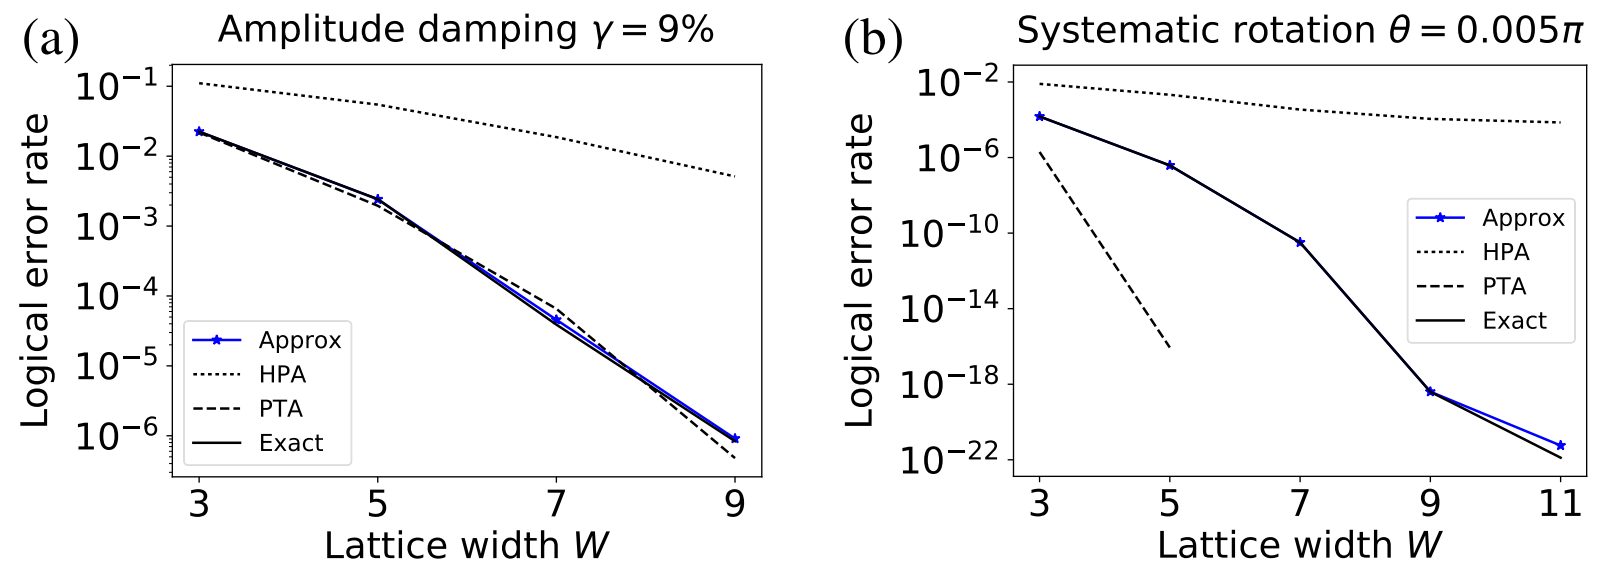 (a)
Amplitude damping γ = 9%
Logical error rate
10⁻¹
10⁻²
10⁻³
10⁻⁴
10⁻⁵
10⁻⁶
Approx
HPA
PTA
Exact
3 5 7 9
Lattice width W
(b)
Systematic rotation θ = 0.005π
Logical error rate
10⁻²
10⁻⁶
10⁻¹⁰
10⁻¹⁴
10⁻¹⁸
10⁻²²
Approx
HPA
PTA
Exact
3 5 7 9 11
Lattice width W